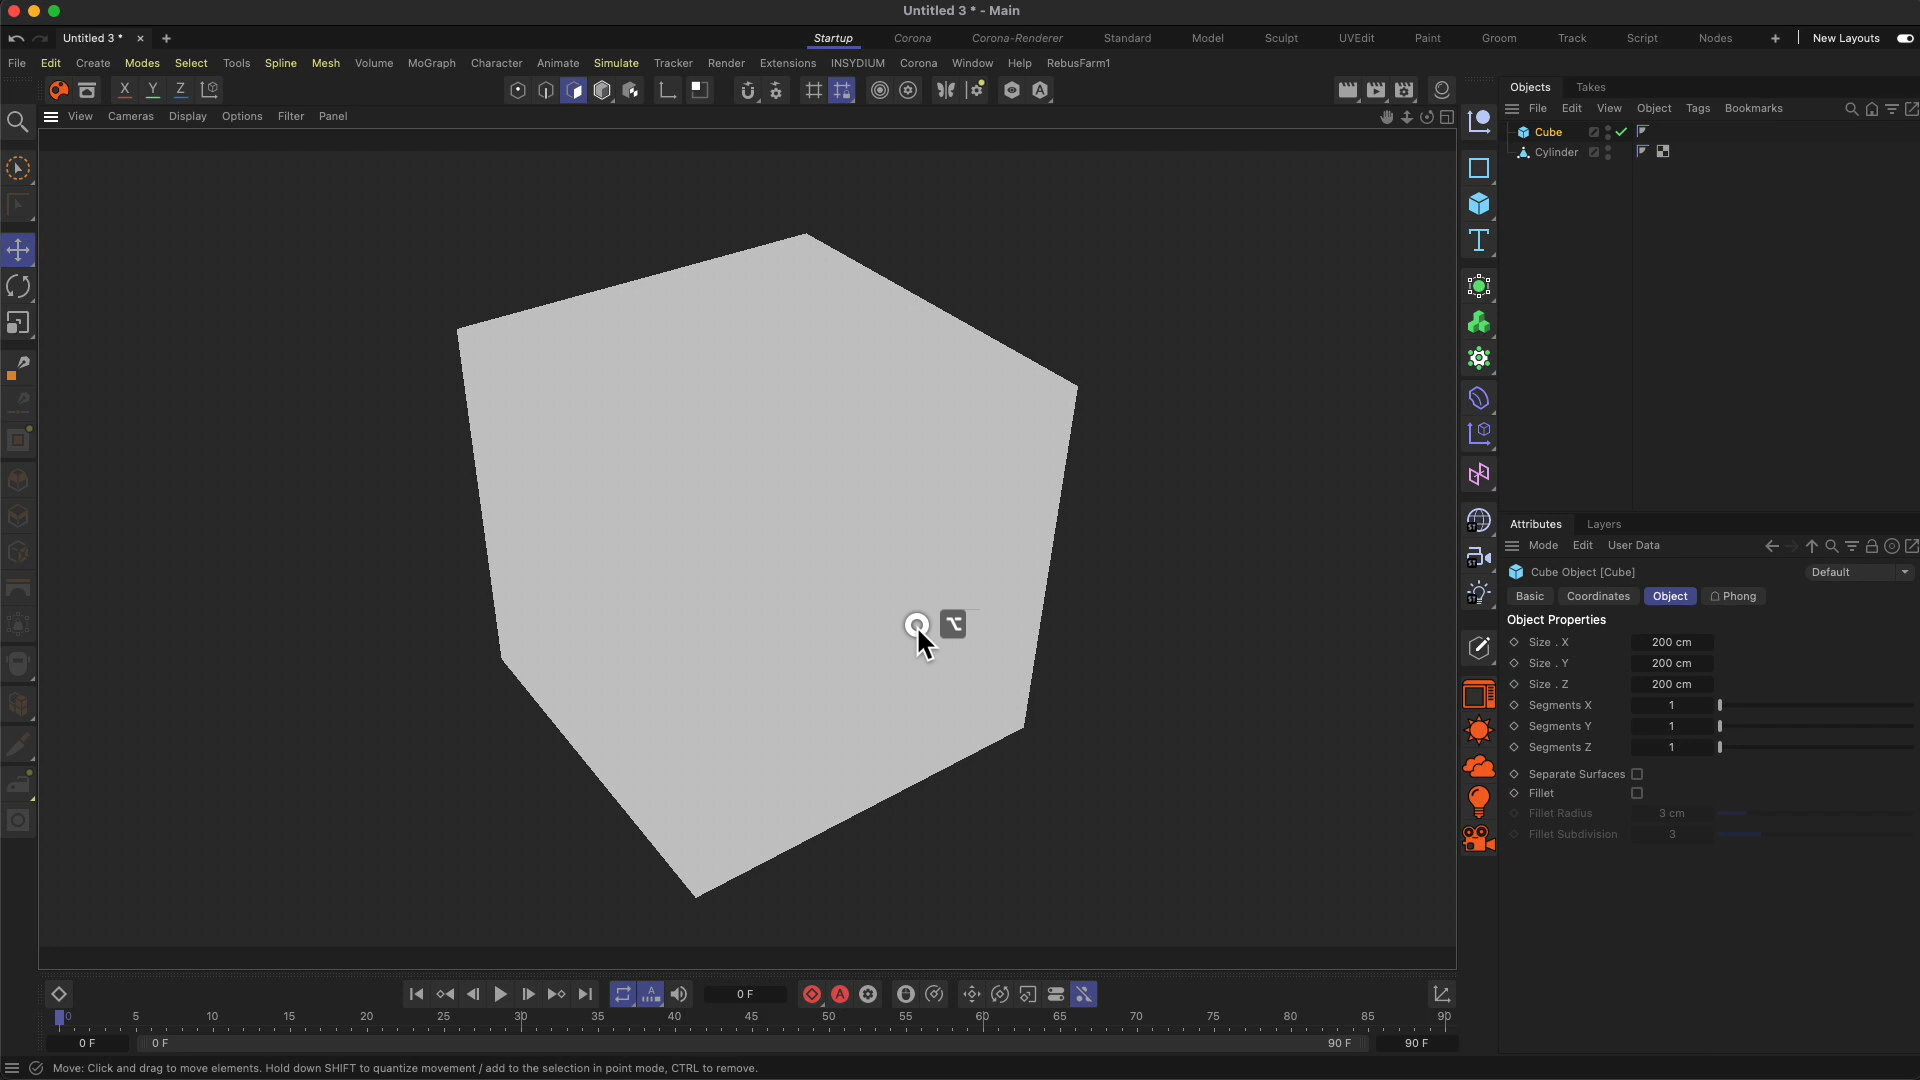 Untitled 3 * - Main
Untitled 3 *
Startup Corona Corona-Renderer Standard Model Sculpt UVEdit Paint Groom Track Script Nodes New Layouts
File Edit Create Modes Select Tools Spline Mesh Volume MoGraph Character Animate Simulate Tracker Render Extensions INSYDIUM Corona Window Help RebusFarm1
X Y Z
Objects Takes
File Edit View Object Tags Bookmarks
View Cameras Display Options Filter Panel
Cube
Cylinder
Attributes Layers
Mode Edit User Data
Cube Object [Cube] Default
Basic Coordinates Object Phong
Object Properties
Size . X 200 cm
Size . Y 200 cm
Size . Z 200 cm
Segments X 1
Segments Y 1
Segments Z 1
Separate Surfaces
Fillet
Fillet Radius 3 cm
Fillet Subdivision 3
0 F
0 5 10 15 20 25 30 35 40 45 50 55 60 65 70 75 80 85 90
0 F 0 F 90 F 90 F
Move: Click and drag to move elements. Hold down SHIFT to quantize movement / add to the selection in point mode, CTRL to remove.